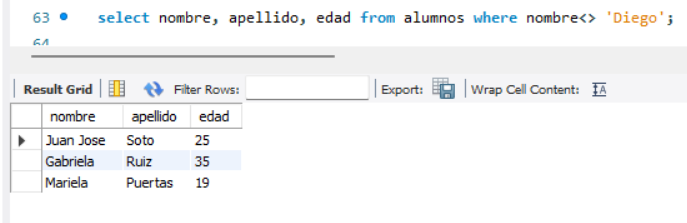 63 select nombre, apellido, edad from alumnos where nombre<> 'Diego';
64
Result Grid Filter Rows: Export: Wrap Cell Content: IA
nombre apellido edad
Juan Jose Soto 25
Gabriela Ruiz 35
Mariela Puertas 19